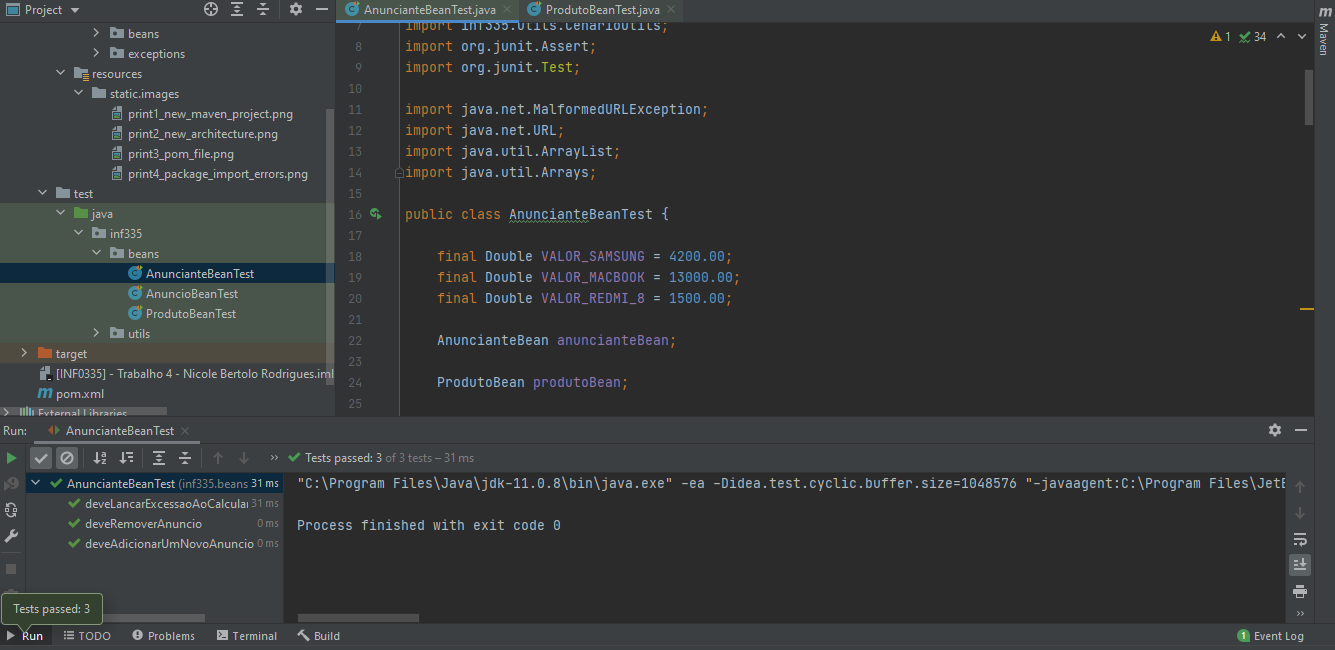 Project
beans
exceptions
resources
static.images
print1_new_maven_project.png
print2_new_architecture.png
print3_pom_file.png
print4_package_import_errors.png
test
java
inf335
beans
AnuncianteBeanTest
AnuncioBeanTest
ProdutoBeanTest
utils
target
[INF0335] - Trabalho 4 - Nicole Bertolo Rodrigues.iml
pom.xml
External Libraries
AnuncianteBeanTest.java
ProdutoBeanTest.java
1 34
Maven
7 import inf335.utils.CenarioUtils;
8 import org.junit.Assert;
9 import org.junit.Test;
10
11 import java.net.MalformedURLException;
12 import java.net.URL;
13 import java.util.ArrayList;
14 import java.util.Arrays;
15
16 public class AnuncianteBeanTest {
17
18 final Double VALOR_SAMSUNG = 4200.00;
19 final Double VALOR_MACBOOK = 13000.00;
20 final Double VALOR_REDMI_8 = 1500.00;
21
22 AnuncianteBean anuncianteBean;
23
24 ProdutoBean produtoBean;
25
Run: AnuncianteBeanTest
Tests passed: 3 of 3 tests – 31 ms
AnuncianteBeanTest (inf335.beans 31 ms
deveLancarExcessaoAoCalcular 31 ms
deveRemoverAnuncio 0 ms
deveAdicionarUmNovoAnuncio 0 ms
"C:\Program Files\Java\jdk-11.0.8\bin\java.exe" -ea -Didea.test.cyclic.buffer.size=1048576 "-javaagent:C:\Program Files\JetB
Process finished with exit code 0
Tests passed: 3
Run TODO Problems Terminal Build
1 Event Log